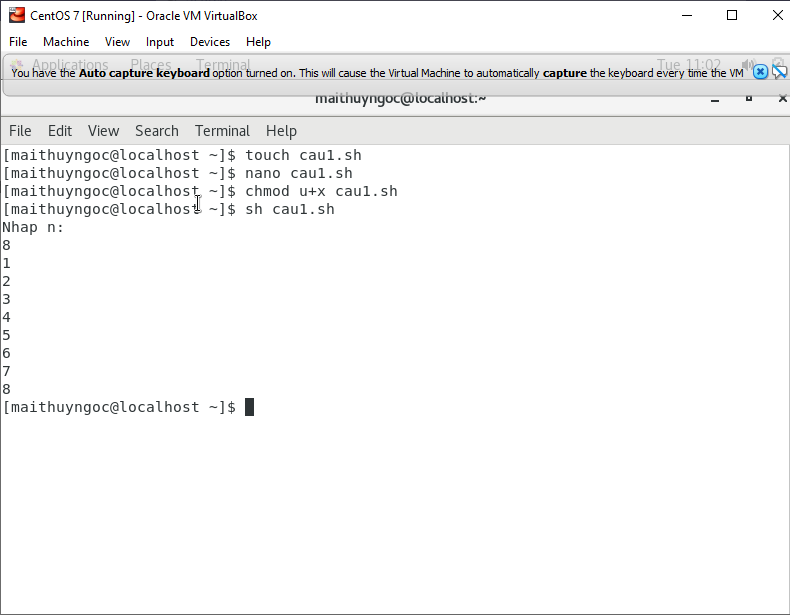 CentOS 7 [Running] - Oracle VM VirtualBox
File Machine View Input Devices Help
Applications Places Terminal Tue 11:02
You have the Auto capture keyboard option turned on. This will cause the Virtual Machine to automatically capture the keyboard every time the VM
maithuyngoc@localhost:~
File Edit View Search Terminal Help
[maithuyngoc@localhost ~]$ touch cau1.sh
[maithuyngoc@localhost ~]$ nano cau1.sh
[maithuyngoc@localhost ~]$ chmod u+x cau1.sh
[maithuyngoc@localhost ~]$ sh cau1.sh
Nhap n:
8
1
2
3
4
5
6
7
8
[maithuyngoc@localhost ~]$